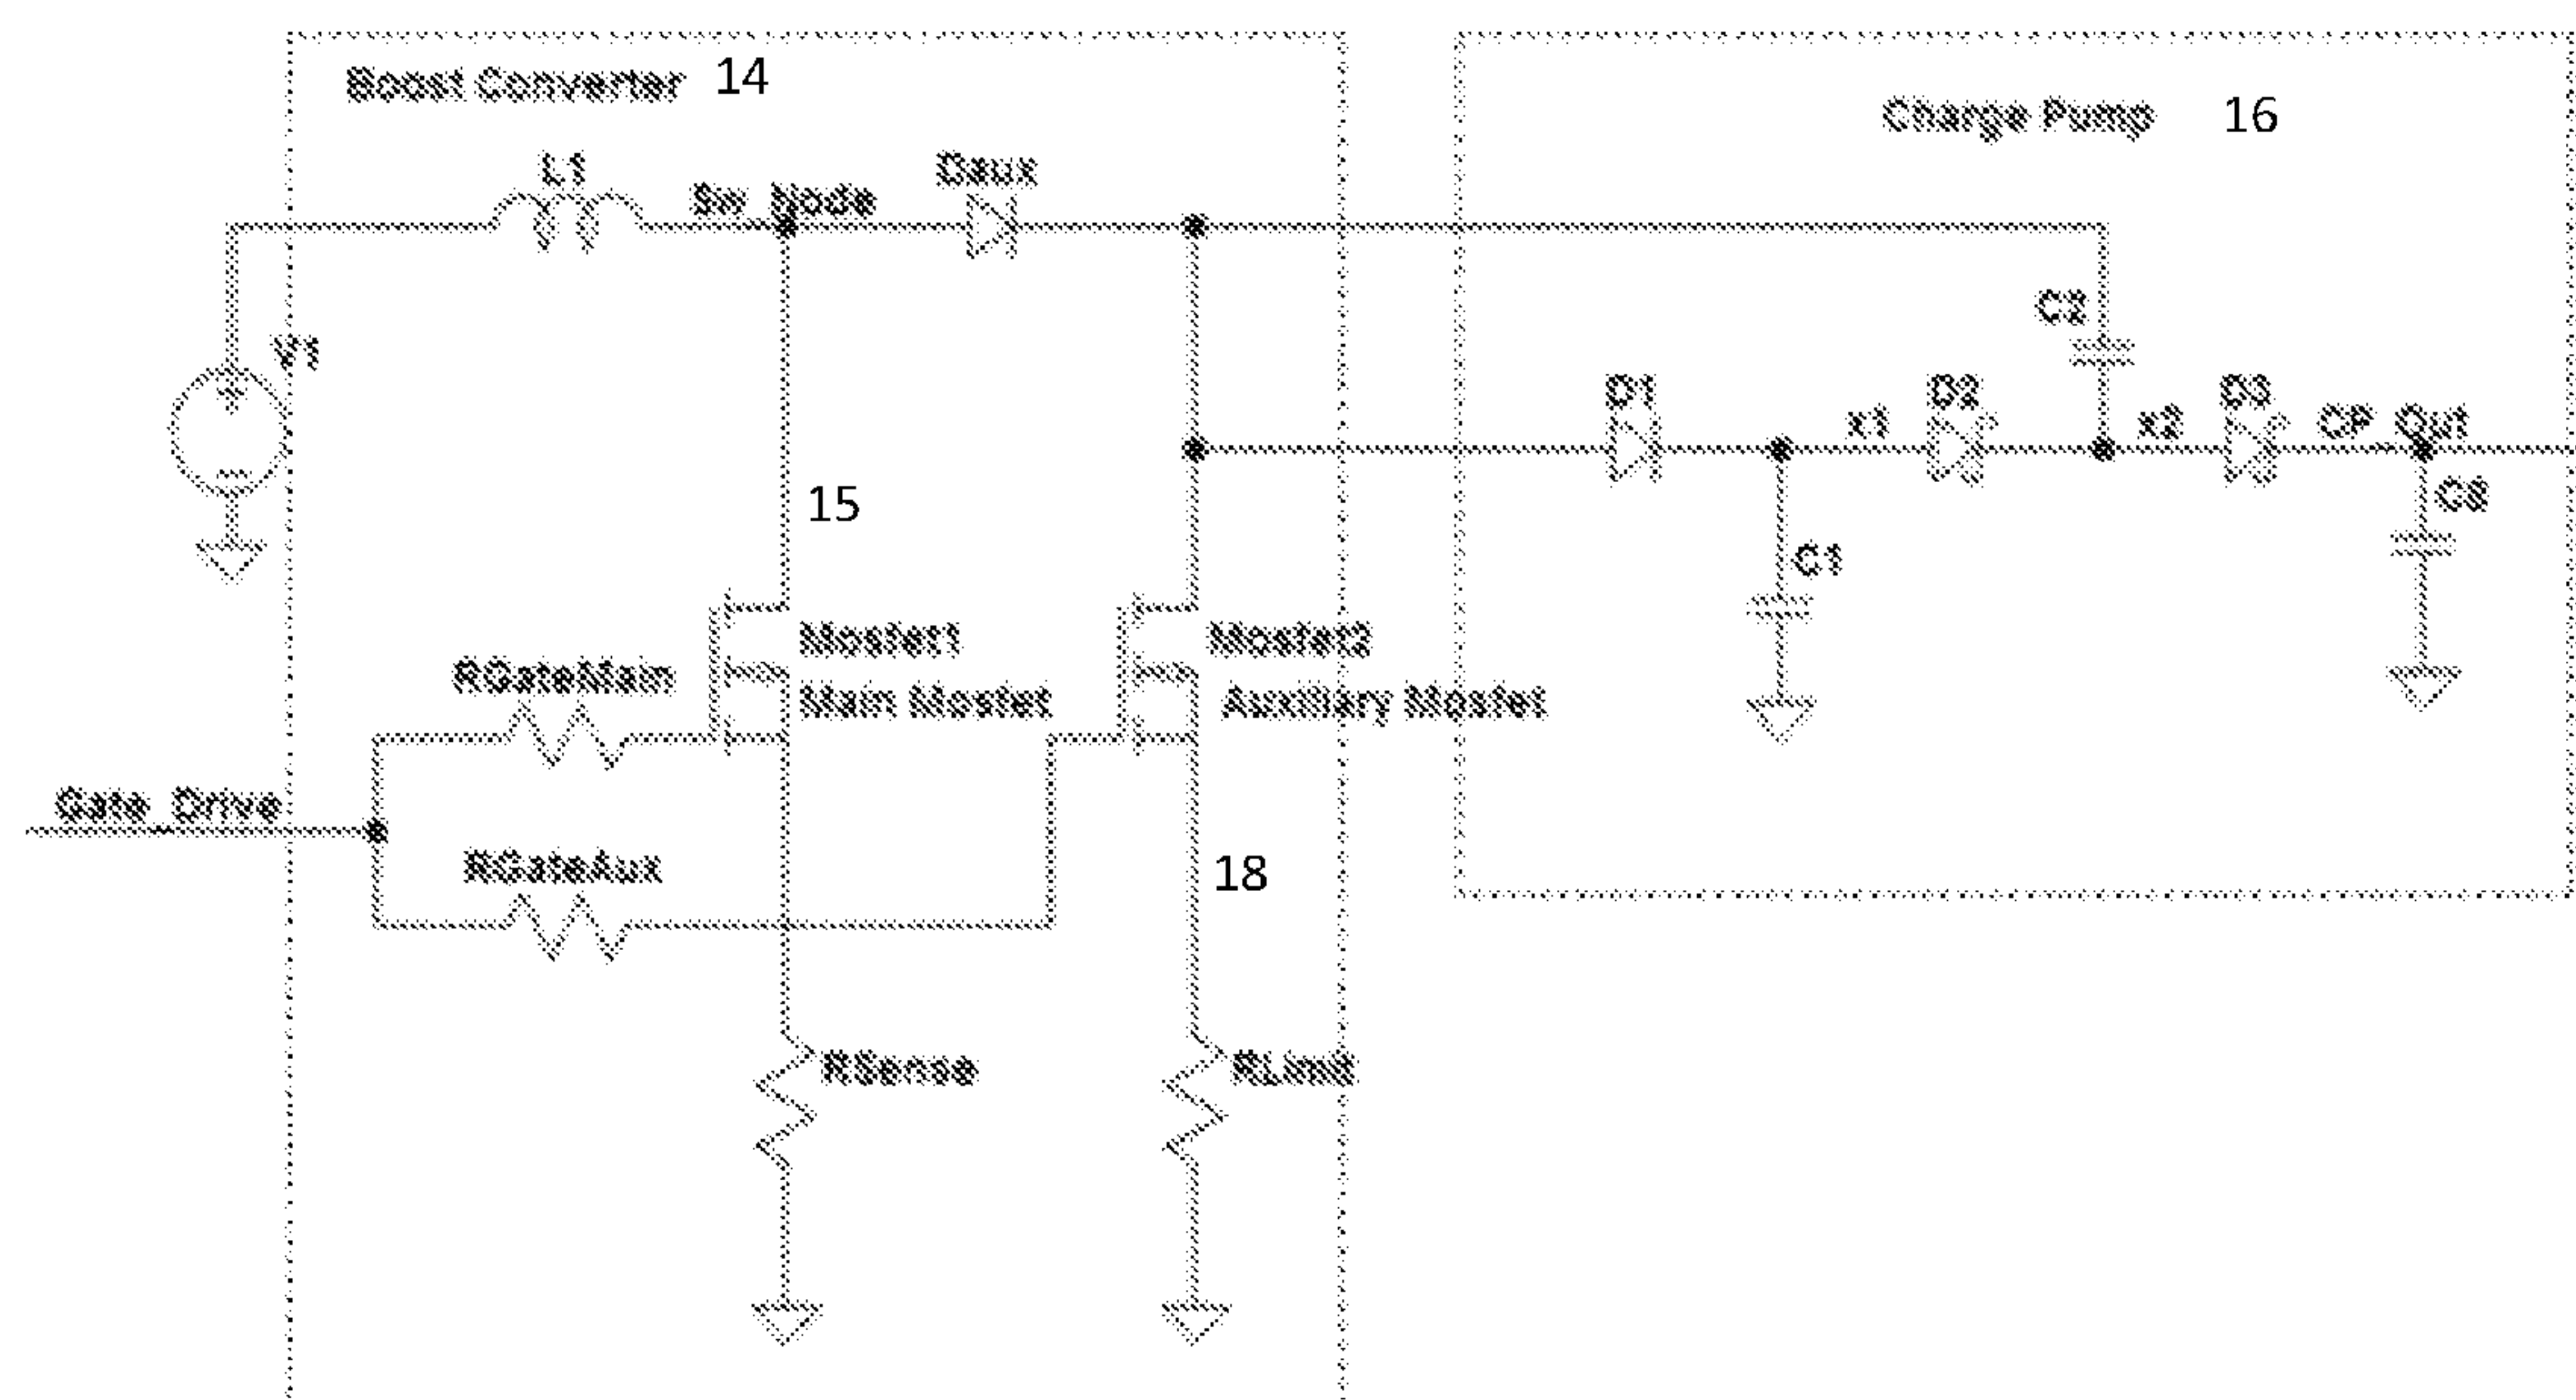 Boost Converter 14
Charge Pump 16
L1
Sw_Node
Daux
V1
C2
D1
x1
D2
x2
D3
CP_Out
15
C1
Mosfet1
Main Mosfet
Mosfet2
Auxiliary Mosfet
RGateMain
Gate_Drive
RGateAux
18
RSense
RLimit